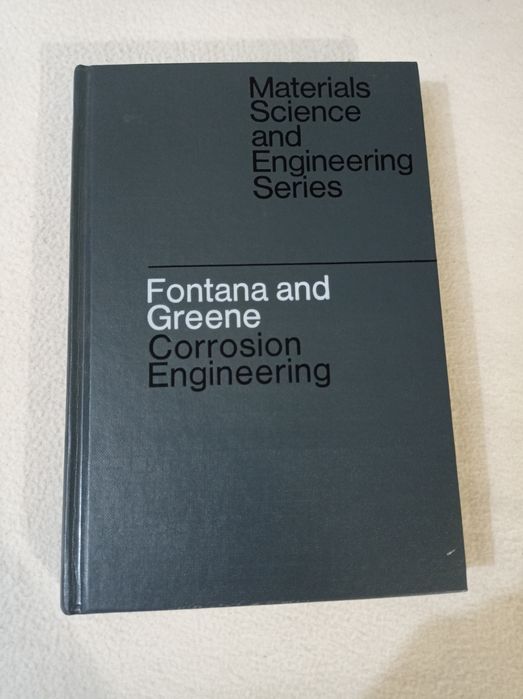 Materials
Science
and
Engineering
Series
Fontana and
Greene
Corrosion
Engineering